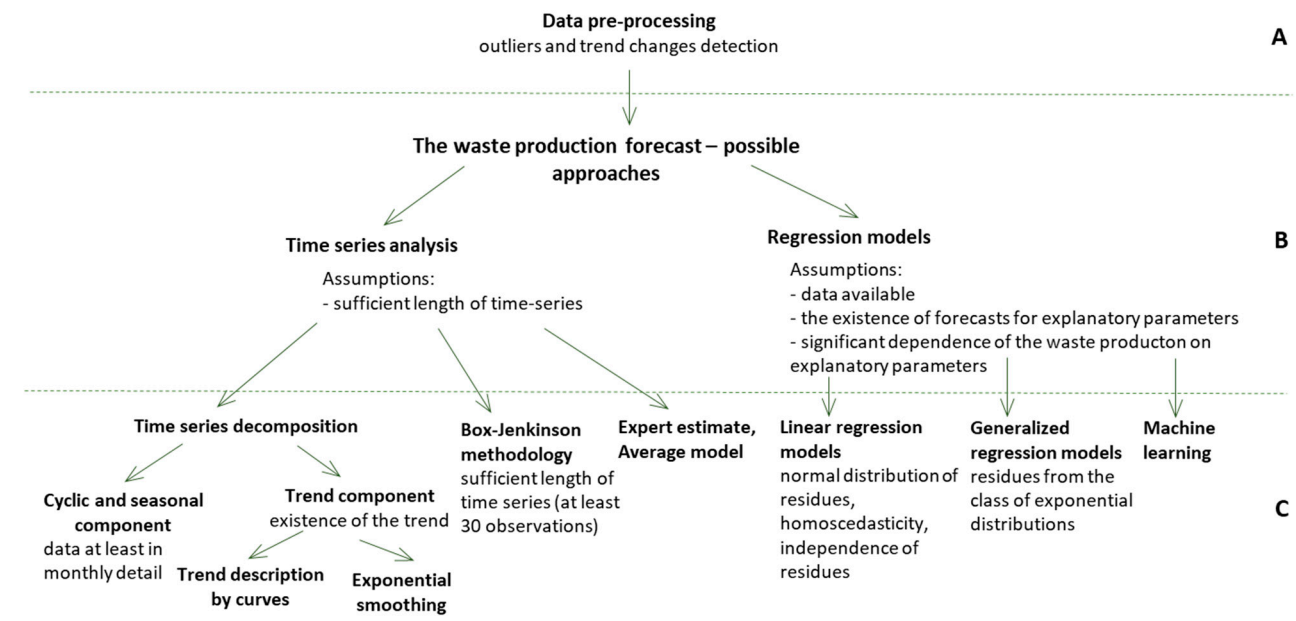 Data pre-processing
outliers and trend changes detection
A
The waste production forecast – possible
approaches
Time series analysis
Assumptions:
- sufficient length of time-series
Regression models
Assumptions:
- data available
- the existence of forecasts for explanatory parameters
- significant dependence of the waste producton on
explanatory parameters
B
Time series decomposition
Cyclic and seasonal
component
data at least in
monthly detail
Trend component
existence of the trend
Trend description
by curves
Exponential
smoothing
Box-Jenkinson
methodology
sufficient length of
time series (at least
30 observations)
Expert estimate,
Average model
Linear regression
models
normal distribution of
residues,
homoscedasticity,
independence of
residues
Generalized
regression models
residues from the
class of exponential
distributions
Machine
learning
C